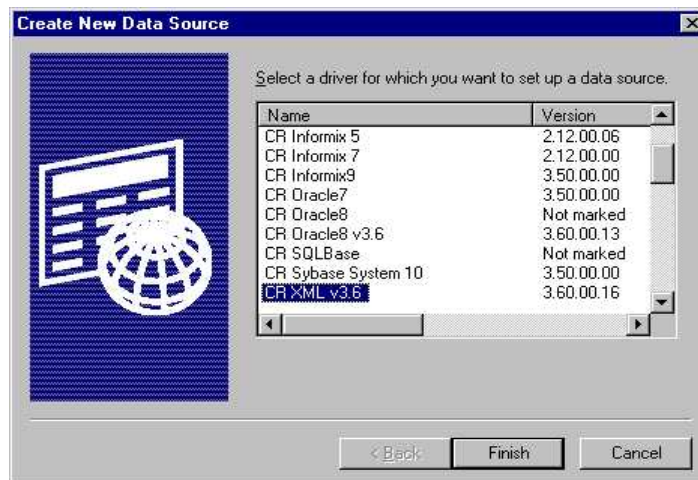 Create New Data Source
Select a driver for which you want to set up a data source.
Name Version
CR Informix 5 2.12.00.06
CR Informix 7 2.12.00.00
CR Informix9 3.50.00.00
CR Oracle7 3.50.00.00
CR Oracle8 Not marked
CR Oracle8 v3.6 3.60.00.13
CR SQLBase Not marked
CR Sybase System 10 3.50.00.00
CR XML v3.6 3.60.00.16
< Back Finish Cancel